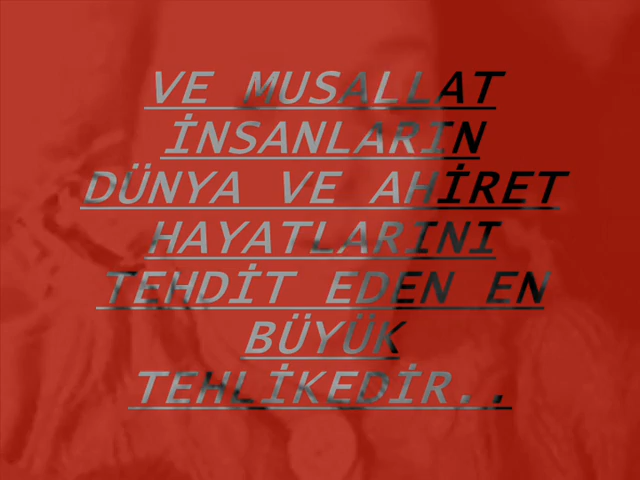 VE MUSALLAT
İNSANLARIN
DÜNYA VE AHİRET
HAYATLARINI
TEHDİT EDEN EN
BÜYÜK
TEHLİKEDİR..